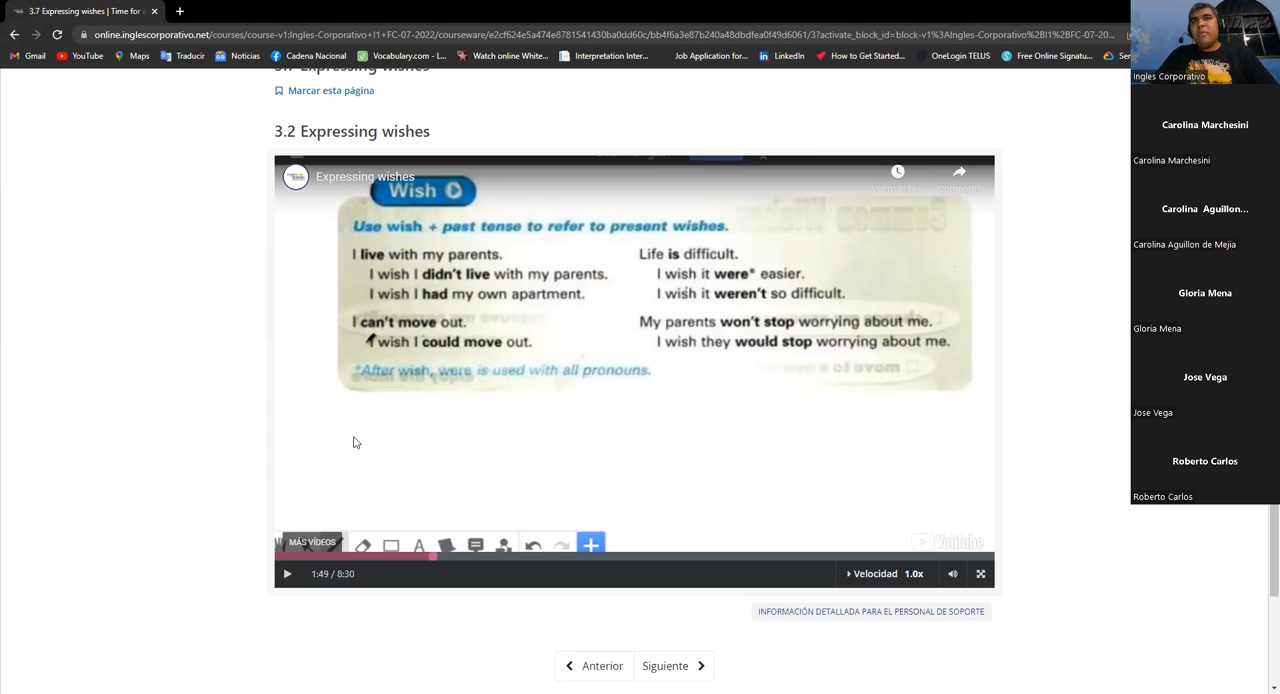 3.7 Expressing wishes | Time for
online.inglescorporativo.net/courses/course-v1:Ingles-Corporativo+I1+FC-07-2022/courseware/e2cf624e5a474e8781541430ba0dd60c/bb4f6a3e87b240a48dbdfea0f49d6061/3?activate_block_id=block-v1%3AIngles-Corporativo%2BI1%2BFC-07-20...
Gmail YouTube Maps Traducir Noticias Cadena Nacional Vocabulary.com - L... Watch online White... Interpretation Inter... Job Application for... LinkedIn How to Get Started... OneLogin TELUS Free Online Signatu... Ser
3.7 Expressing wishes
Marcar esta página
3.2 Expressing wishes
Expressing wishes
Wish
Use wish + past tense to refer to present wishes.
I live with my parents.
I wish I didn't live with my parents.
I wish I had my own apartment.
I can't move out.
I wish I could move out.
Life is difficult.
I wish it were* easier.
I wish it weren't so difficult.
My parents won't stop worrying about me.
I wish they would stop worrying about me.
*After wish, were is used with all pronouns.
MÁS VÍDEOS
YouTube
1:49 / 8:30
Velocidad 1.0x
INFORMACIÓN DETALLADA PARA EL PERSONAL DE SOPORTE
Anterior
Siguiente
Ingles Corporativo
Carolina Marchesini
Carolina Marchesini
Carolina Aguillon...
Carolina Aguillon de Mejia
Gloria Mena
Gloria Mena
Jose Vega
Jose Vega
Roberto Carlos
Roberto Carlos